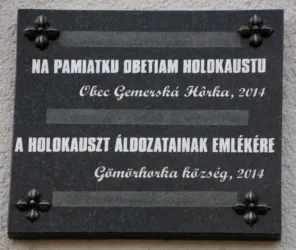 NA PAMIATKU OBETIAM HOLOKAUSTU
Obec Gemerská Hôrka, 2014
A HOLOKAUSZT ÁLDOZATAINAK EMLÉKÉRE
Gömörhorka község, 2014